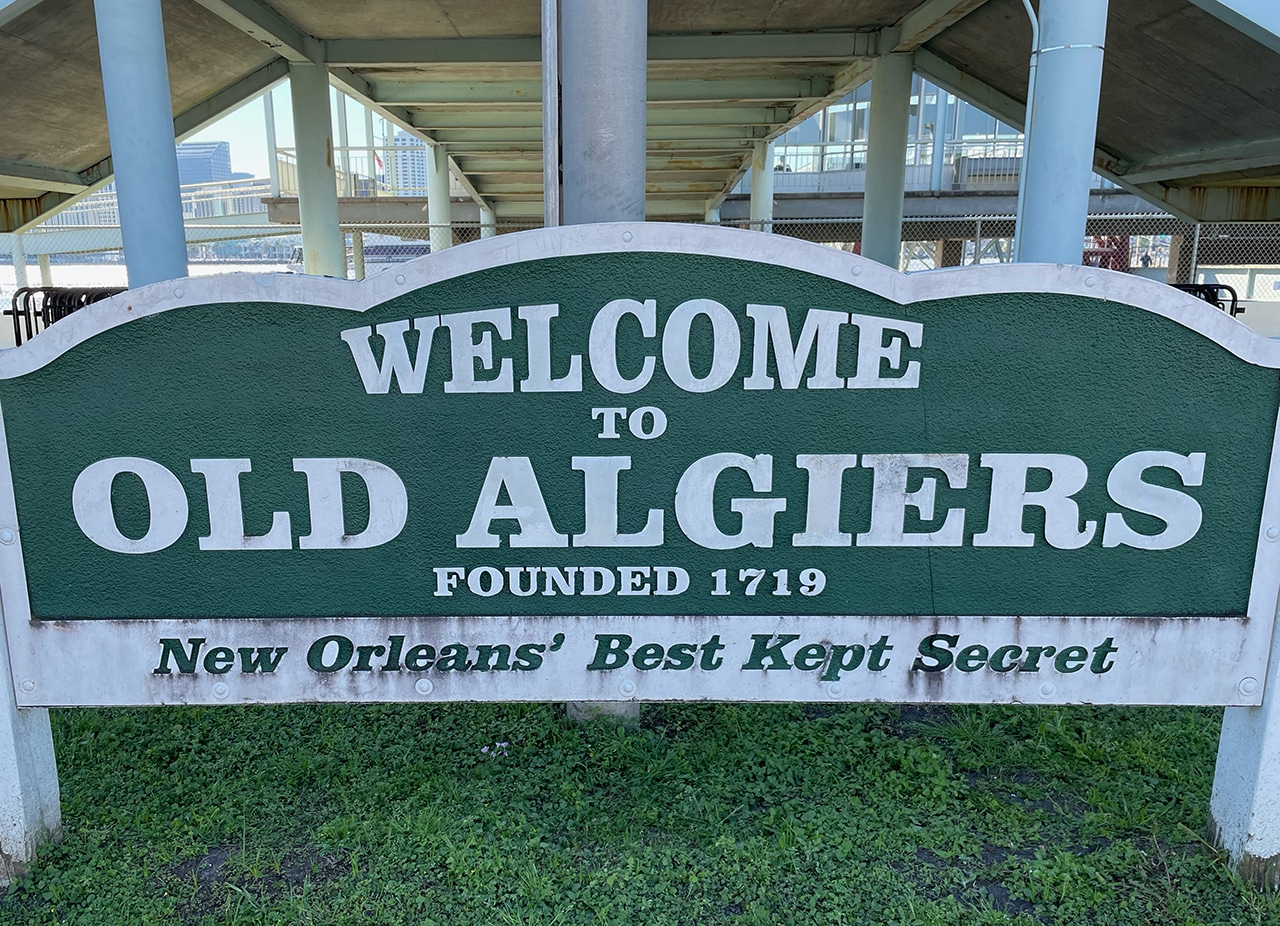 WELCOME
TO
OLD ALGIERS
FOUNDED 1719
New Orleans' Best Kept Secret